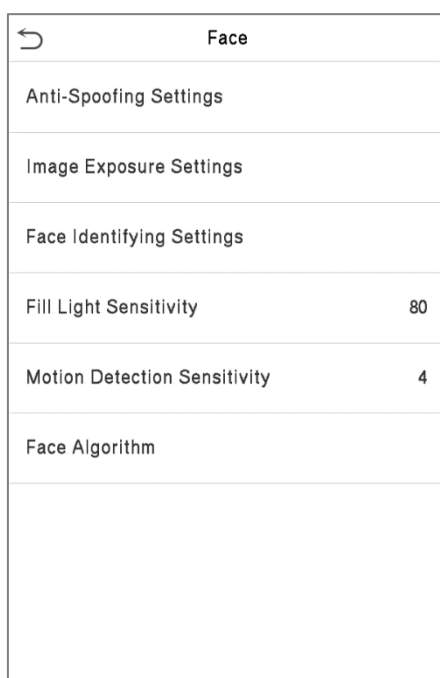 Face
Anti-Spoofing Settings
Image Exposure Settings
Face Identifying Settings
Fill Light Sensitivity 80
Motion Detection Sensitivity 4
Face Algorithm